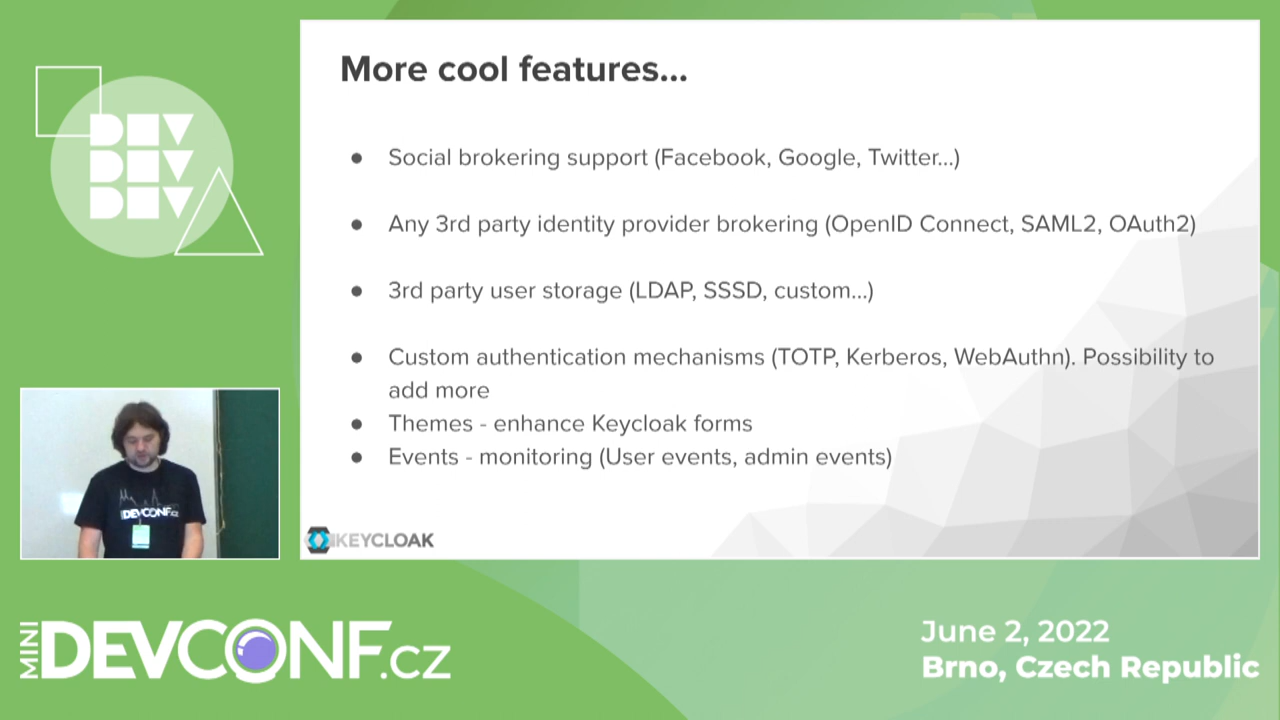 DEV
DEV
DEV
More cool features...
● Social brokering support (Facebook, Google, Twitter...)
● Any 3rd party identity provider brokering (OpenID Connect, SAML2, OAuth2)
● 3rd party user storage (LDAP, SSSD, custom...)
● Custom authentication mechanisms (TOTP, Kerberos, WebAuthn). Possibility to
add more
● Themes - enhance Keycloak forms
● Events - monitoring (User events, admin events)
KEYCLOAK
DEVCONF.cz
MINI DEVCONF.cz
June 2, 2022
Brno, Czech Republic